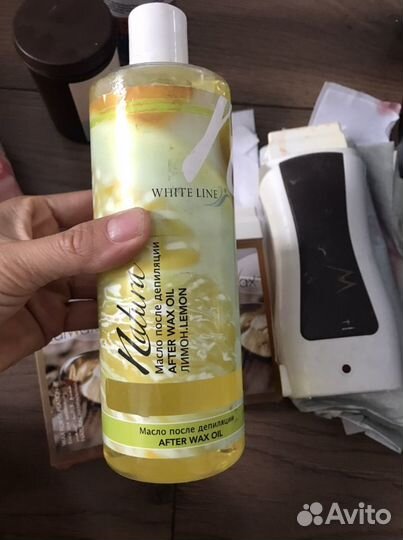 WHITE LINE
Natura
Масло после депиляции
AFTER WAX OIL
ЛИМОН.LEMON
Масло после депиляции
AFTER WAX OIL
Avito